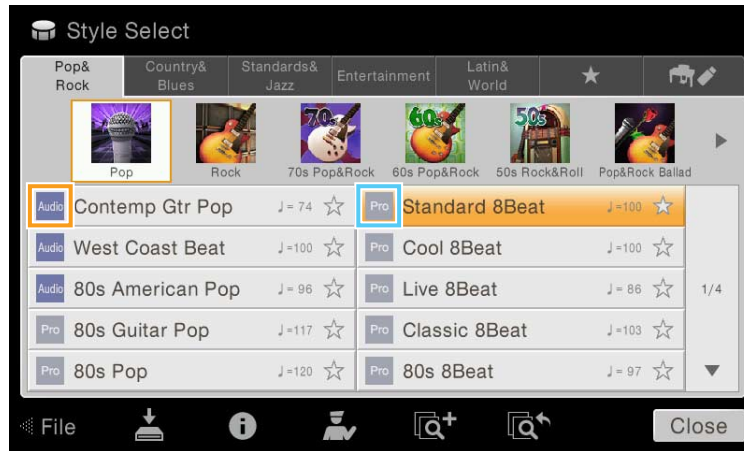 Style Select
Pop&
Rock
Country&
Blues
Standards&
Jazz
Entertainment
Latin&
World
70s
60s
50s
Pop
Rock
70s Pop&Rock
60s Pop&Rock
50s Rock&Roll
Pop&Rock Ballad
Audio Contemp Gtr Pop ♩= 74 ☆
Pro Standard 8Beat ♩=100 ★
Audio West Coast Beat ♩=100 ☆
Pro Cool 8Beat ♩=100 ☆
Audio 80s American Pop ♩= 96 ☆
Pro Live 8Beat ♩= 86 ☆
1/4
Pro 80s Guitar Pop ♩=117 ☆
Pro Classic 8Beat ♩=103 ☆
Pro 80s Pop ♩=120 ☆
Pro 80s 8Beat ♩= 97 ☆
File
Close